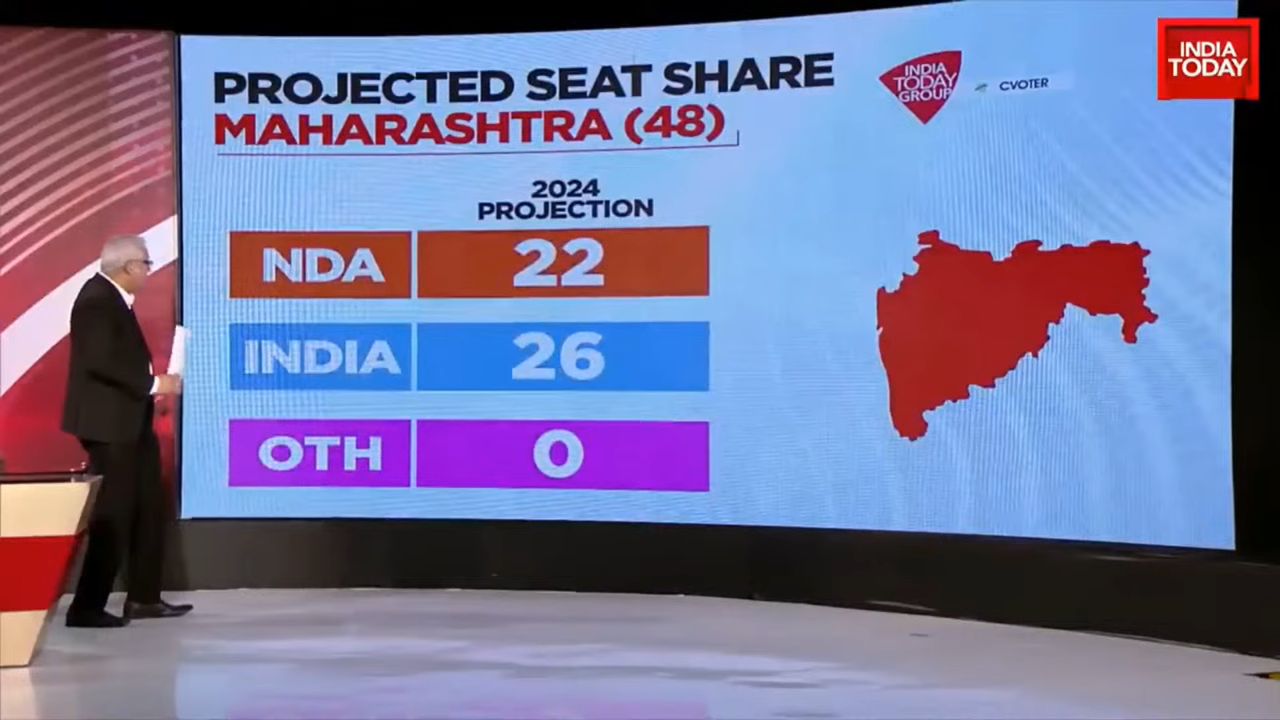 PROJECTED SEAT SHARE
MAHARASHTRA (48)
INDIA
TODAY
GROUP
CVOTER
INDIA
TODAY
2024
PROJECTION
NDA 22
INDIA 26
OTH 0